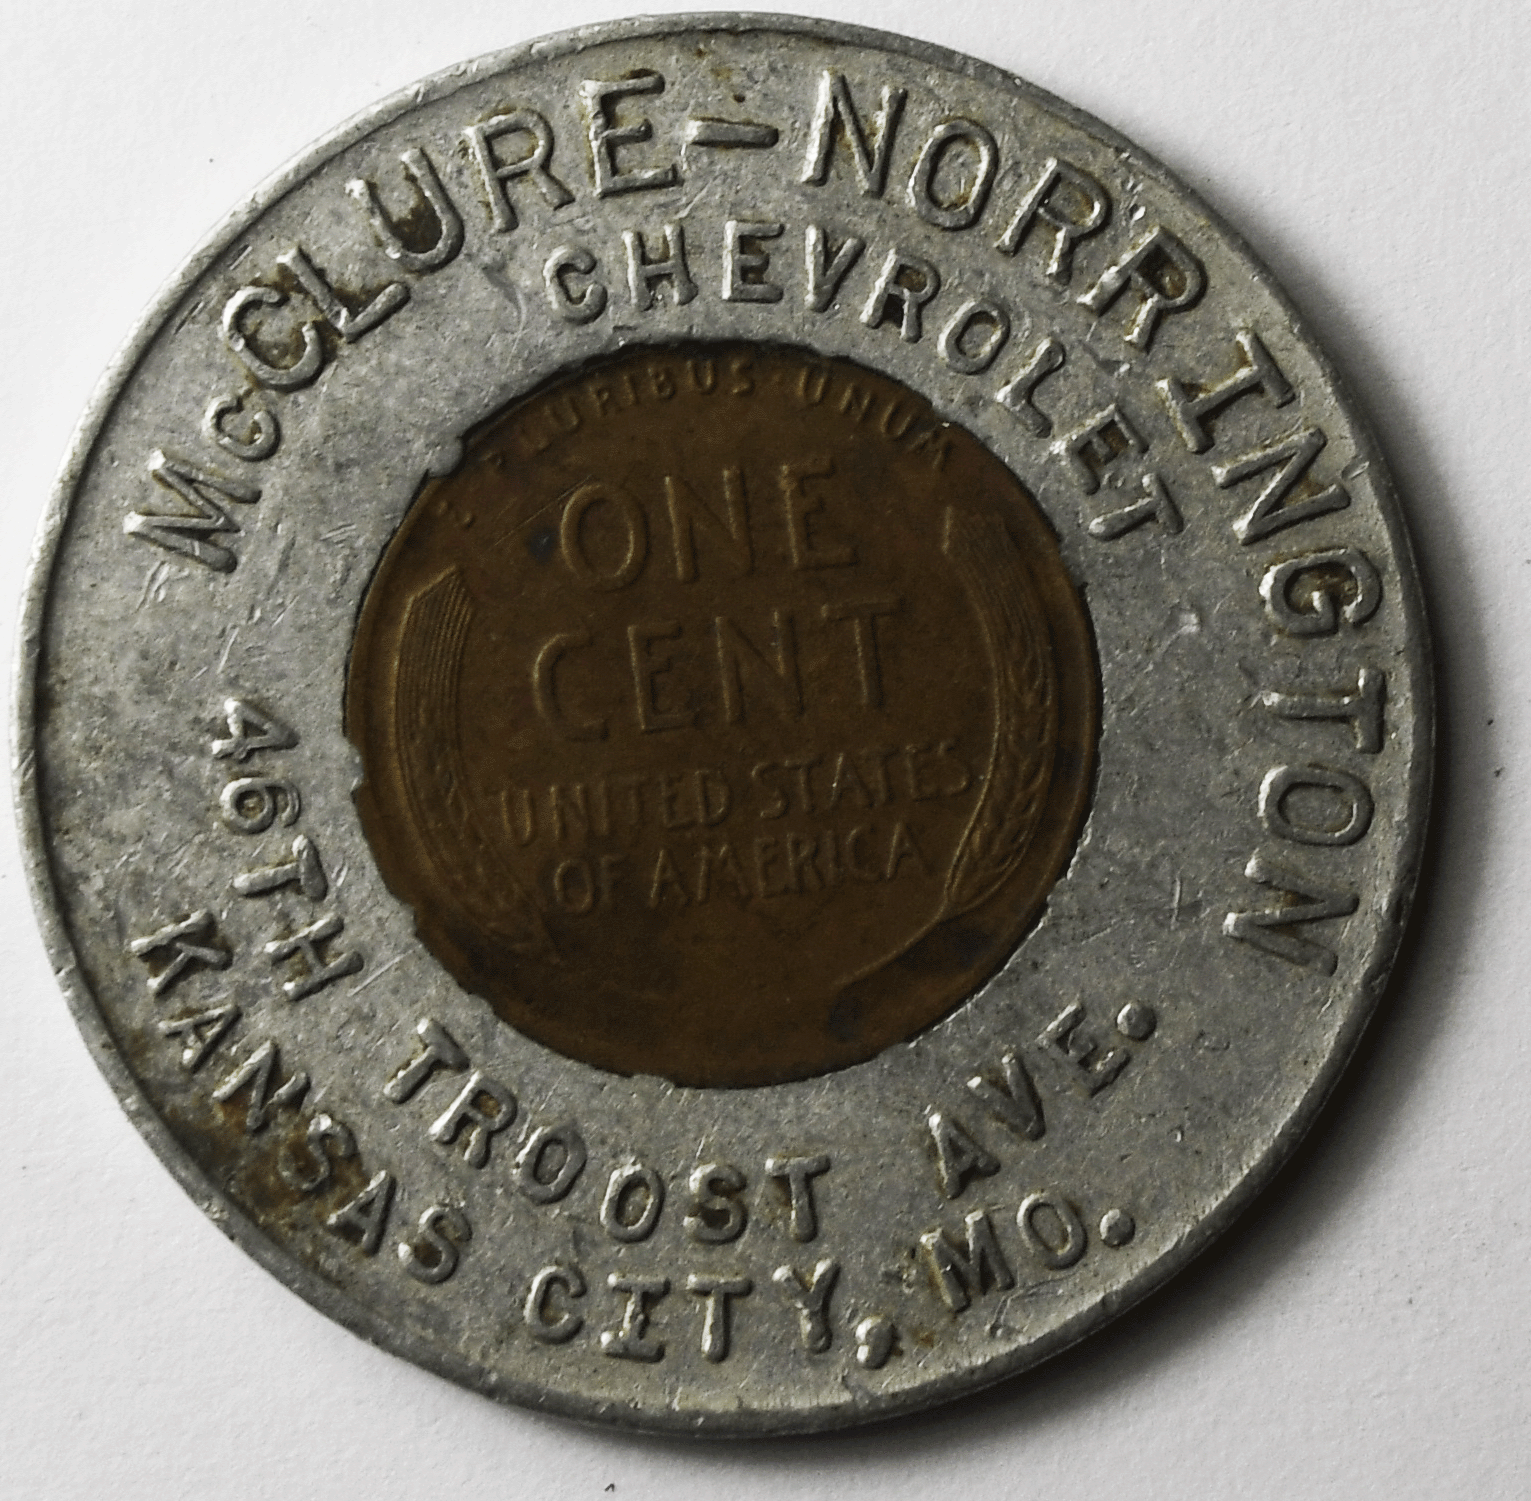 McCLURE-NORRINGTON
CHEVROLET
PLURIBUS · UNUM
ONE
CENT
UNITED STATES
OF AMERICA
46TH TROOST AVE.
KANSAS CITY, MO.